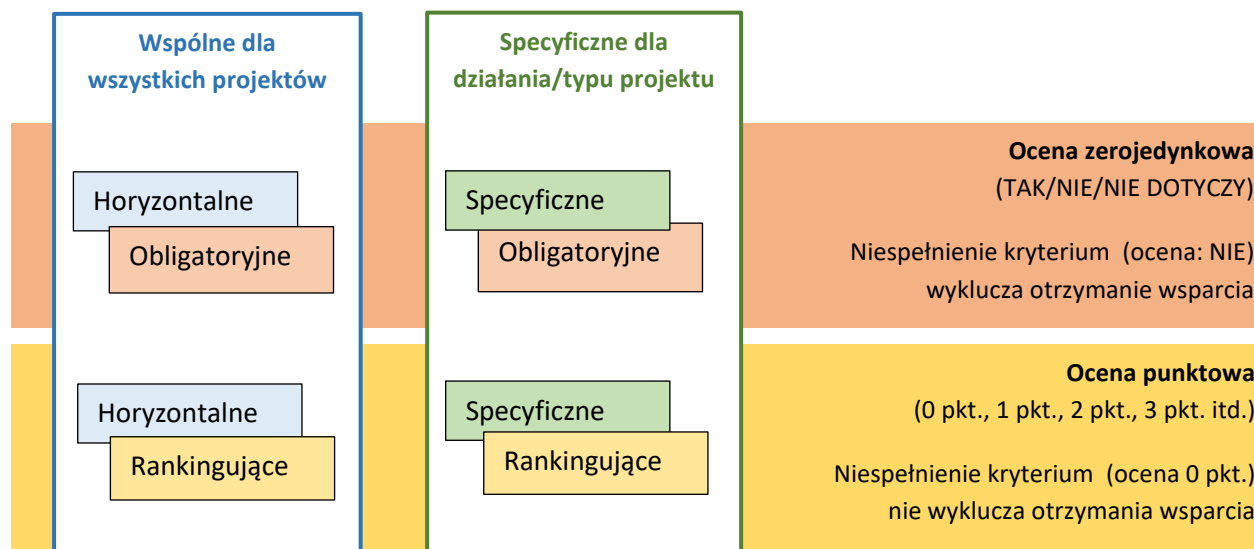 Wspólne dla
wszystkich projektów
Specyficzne dla
działania/typu projektu
Ocena zerojedynkowa
(TAK/NIE/NIE DOTYCZY)
Niespełnienie kryterium (ocena: NIE)
wyklucza otrzymanie wsparcia
Horyzontalne
Obligatoryjne
Specyficzne
Obligatoryjne
Ocena punktowa
(0 pkt., 1 pkt., 2 pkt., 3 pkt. itd.)
Niespełnienie kryterium (ocena 0 pkt.)
nie wyklucza otrzymania wsparcia
Horyzontalne
Rankingujące
Specyficzne
Rankingujące